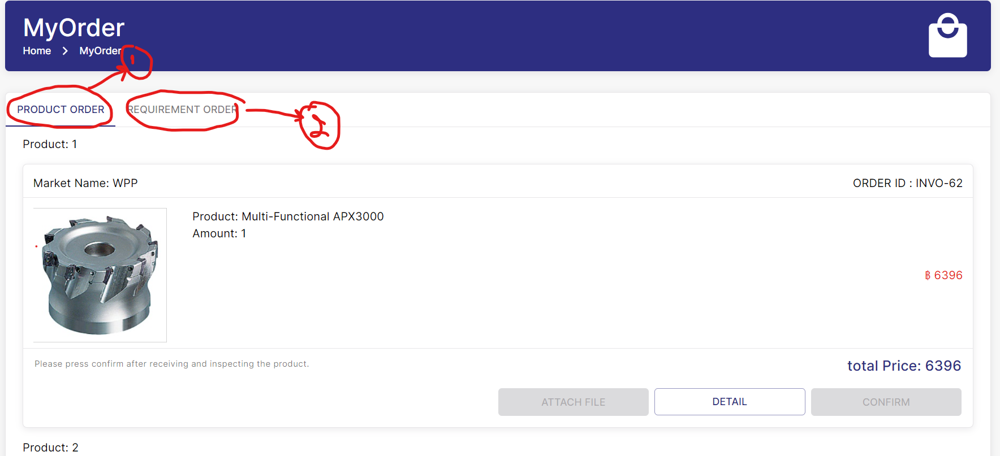 MyOrder
Home > MyOrder
1
PRODUCT ORDER REQUIREMENT ORDER
2
Product: 1
Market Name: WPP ORDER ID : INVO-62
Product: Multi-Functional APX3000
Amount: 1
฿ 6396
Please press confirm after receiving and inspecting the product.
total Price: 6396
ATTACH FILE DETAIL CONFIRM
Product: 2